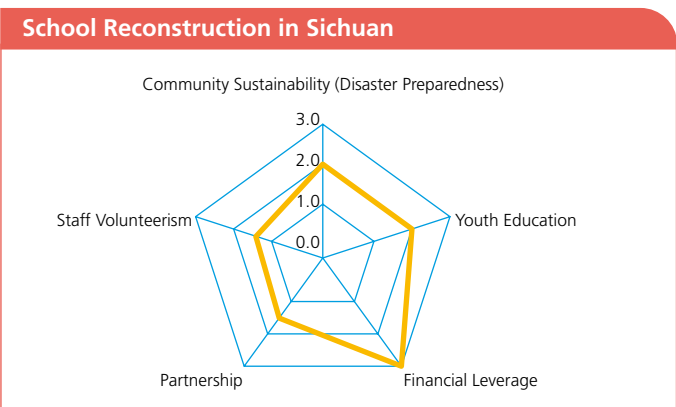 School Reconstruction in Sichuan
Community Sustainability (Disaster Preparedness)
3.0
2.0
1.0
0.0
Staff Volunteerism
Youth Education
Partnership
Financial Leverage